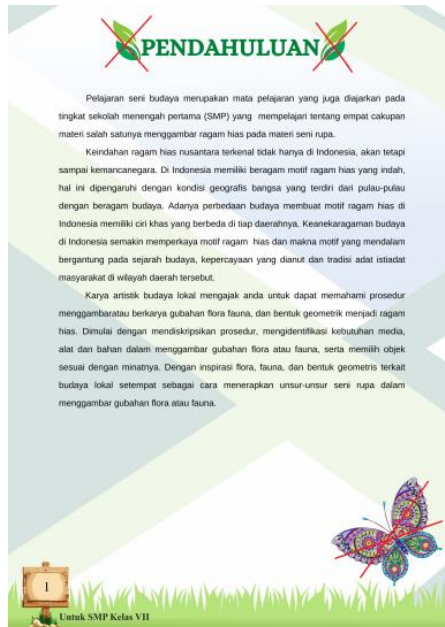 PENDAHULUAN
Pelajaran seni budaya merupakan mata pelajaran yang juga diajarkan pada
tingkat sekolah menengah pertama (SMP) yang mempelajari tentang empat cakupan
materi salah satunya menggambar ragam hias pada materi seni rupa.
Keindahan ragam hias nusantara terkenal tidak hanya di Indonesia, akan tetapi
sampai kemancanegara. Di Indonesia memiliki beragam motif ragam hias yang indah,
hal ini dipengaruhi dengan kondisi geografis bangsa yang terdiri dari pulau-pulau
dengan beragam budaya. Adanya perbedaan budaya membuat motif ragam hias di
Indonesia memiliki ciri khas yang berbeda di tiap daerahnya. Keanekaragaman budaya
di Indonesia semakin memperkaya motif ragam hias dan makna motif yang mendalam
bergantung pada sejarah budaya, kepercayaan yang dianut dan tradisi adat istiadat
masyarakat di wilayah daerah tersebut.
Karya artistik budaya lokal mengajak anda untuk dapat memahami prosedur
menggambaratau berkarya gubahan flora fauna, dan bentuk geometrik menjadi ragam
hias. Dimulai dengan mendiskripsikan prosedur, mengidentifikasi kebutuhan media,
alat dan bahan dalam menggambar gubahan flora atau fauna, serta memilih objek
sesuai dengan minatnya. Dengan inspirasi flora, fauna, dan bentuk geometris terkait
budaya lokal setempat sebagai cara menerapkan unsur-unsur seni rupa dalam
menggambar gubahan flora atau fauna.
1
Untuk SMP Kelas VII